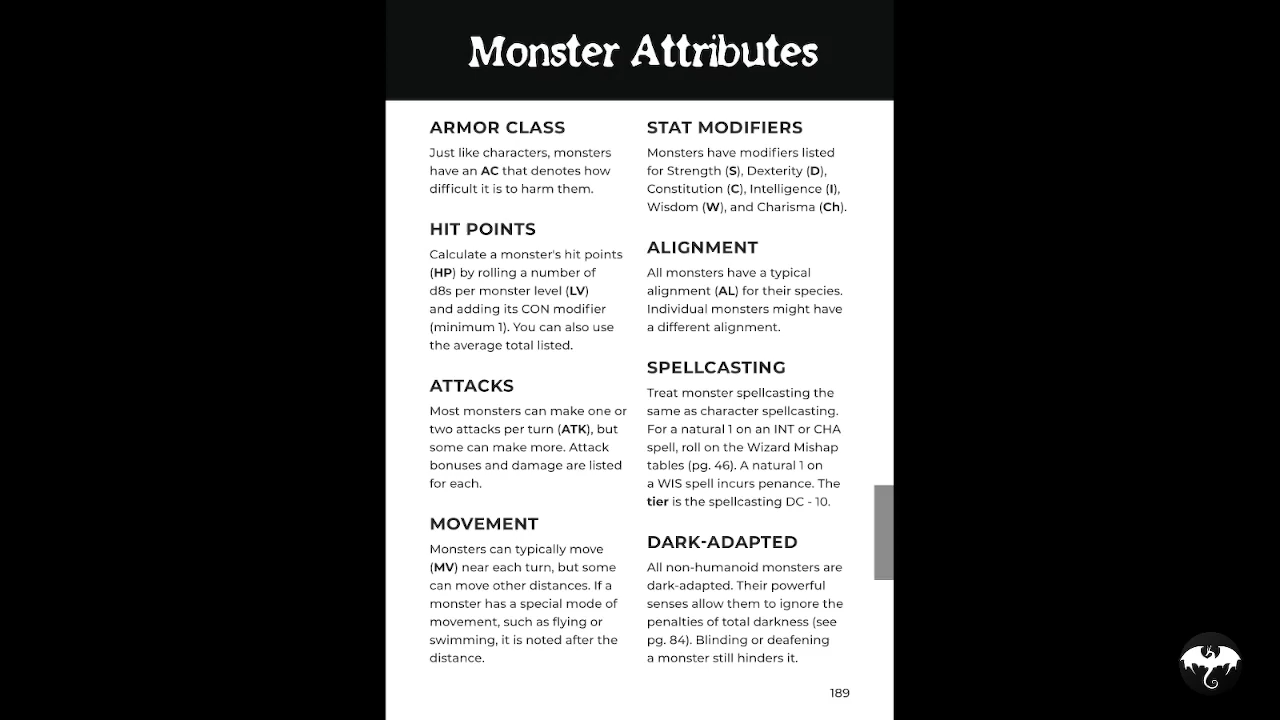 Monster Attributes
ARMOR CLASS
Just like characters, monsters
have an AC that denotes how
difficult it is to harm them.
HIT POINTS
Calculate a monster's hit points
(HP) by rolling a number of
d8s per monster level (LV)
and adding its CON modifier
(minimum 1). You can also use
the average total listed.
ATTACKS
Most monsters can make one or
two attacks per turn (ATK), but
some can make more. Attack
bonuses and damage are listed
for each.
MOVEMENT
Monsters can typically move
(MV) near each turn, but some
can move other distances. If a
monster has a special mode of
movement, such as flying or
swimming, it is noted after the
distance.
STAT MODIFIERS
Monsters have modifiers listed
for Strength (S), Dexterity (D),
Constitution (C), Intelligence (I),
Wisdom (W), and Charisma (Ch).
ALIGNMENT
All monsters have a typical
alignment (AL) for their species.
Individual monsters might have
a different alignment.
SPELLCASTING
Treat monster spellcasting the
same as character spellcasting.
For a natural 1 on an INT or CHA
spell, roll on the Wizard Mishap
tables (pg. 46). A natural 1 on
a WIS spell incurs penance. The
tier is the spellcasting DC - 10.
DARK-ADAPTED
All non-humanoid monsters are
dark-adapted. Their powerful
senses allow them to ignore the
penalties of total darkness (see
pg. 84). Blinding or deafening
a monster still hinders it.
189